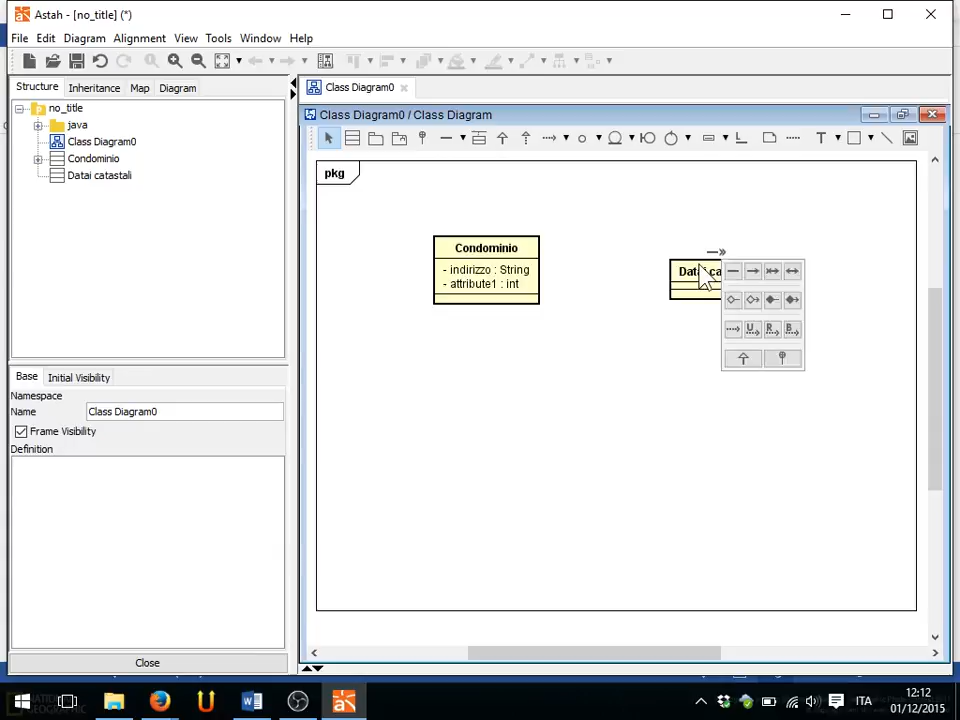 Astah - [no_title] (*)
File Edit Diagram Alignment View Tools Window Help
Structure Inheritance Map Diagram
Class Diagram0
no_title
java
Class Diagram0
Condominio
Datai catastali
Class Diagram0 / Class Diagram
T
pkg
Condominio
- indirizzo : String
- attribute1 : int
Datai ca
U
R
B
Base Initial Visibility
Namespace
Name Class Diagram0
Frame Visibility
Definition
Close
ITA
12:12
01/12/2015